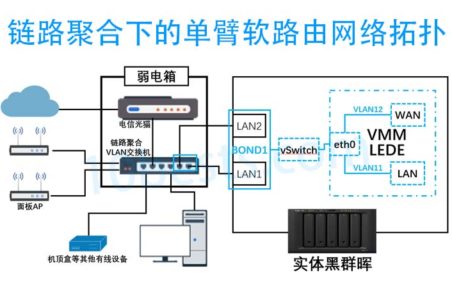 链路聚合下的单臂软路由网络拓扑
弱电箱
电信光猫
链路聚合
VLAN交换机
面板AP
机顶盒等其他有线设备
LAN2
BOND1
LAN1
vSwitch
eth0
VLAN12
WAN
VMM
LEDE
VLAN11
LAN
实体黑群晖